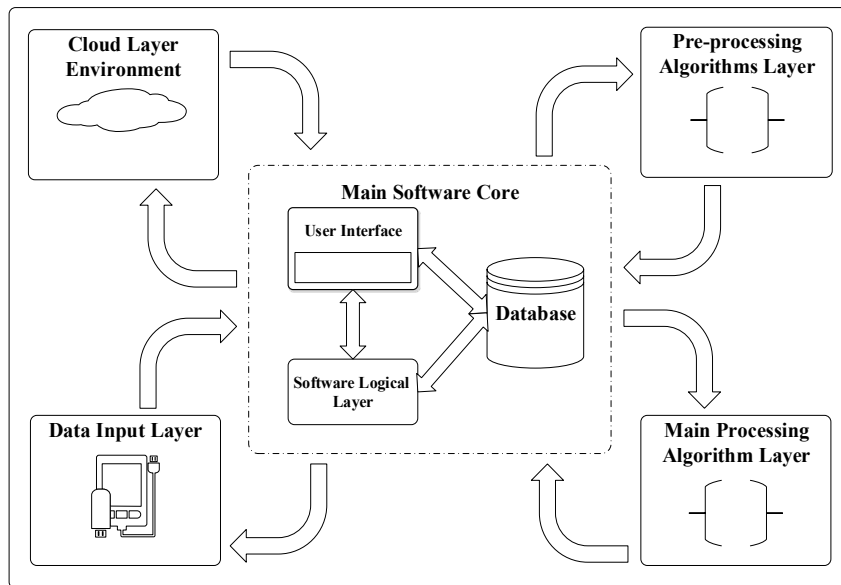 Cloud Layer
Environment
Pre-processing
Algorithms Layer
Main Software Core
User Interface
Database
Software Logical
Layer
Data Input Layer
Main Processing
Algorithm Layer